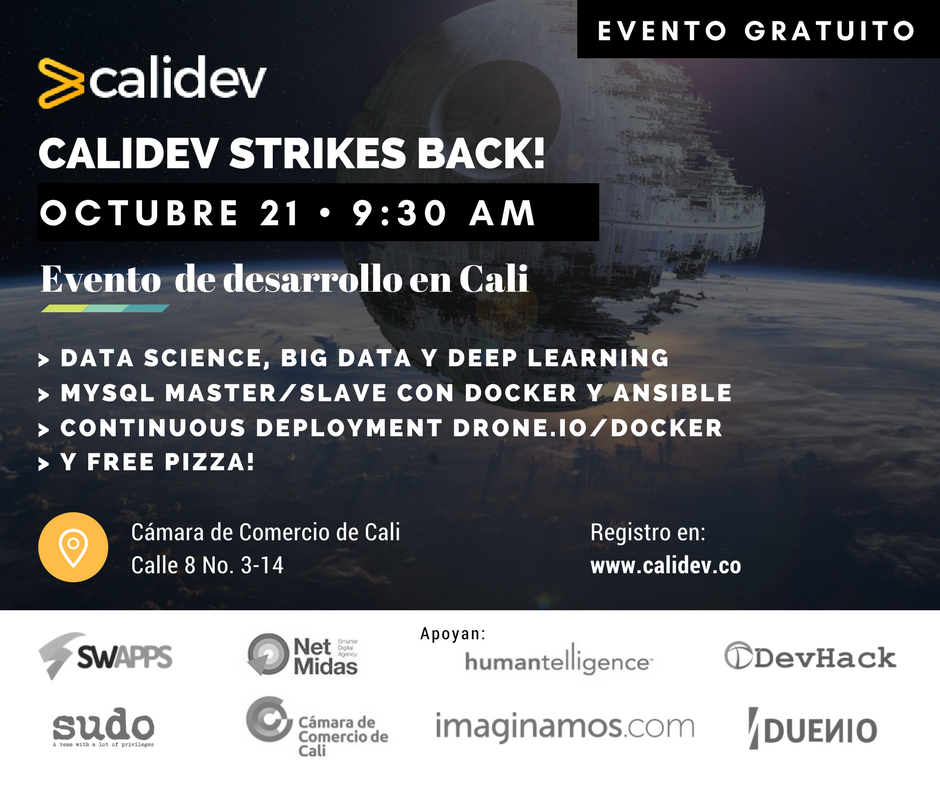 EVENTO GRATUITO
calidev
CALIDEV STRIKES BACK!
OCTUBRE 21 • 9:30 AM
Evento de desarrollo en Cali
> DATA SCIENCE, BIG DATA Y DEEP LEARNING
> MYSQL MASTER/SLAVE CON DOCKER Y ANSIBLE
> CONTINUOUS DEPLOYMENT DRONE.IO/DOCKER
> Y FREE PIZZA!
Cámara de Comercio de Cali
Calle 8 No. 3-14
Registro en:
www.calidev.co
Apoyan:
SWAPPS
Net
Midas
Smarter
Digital
Agency
humantelligence
DevHack
sudo
A team with a lot of privileges
Cámara de
Comercio de
Cali
imaginamos.com
DUENIO